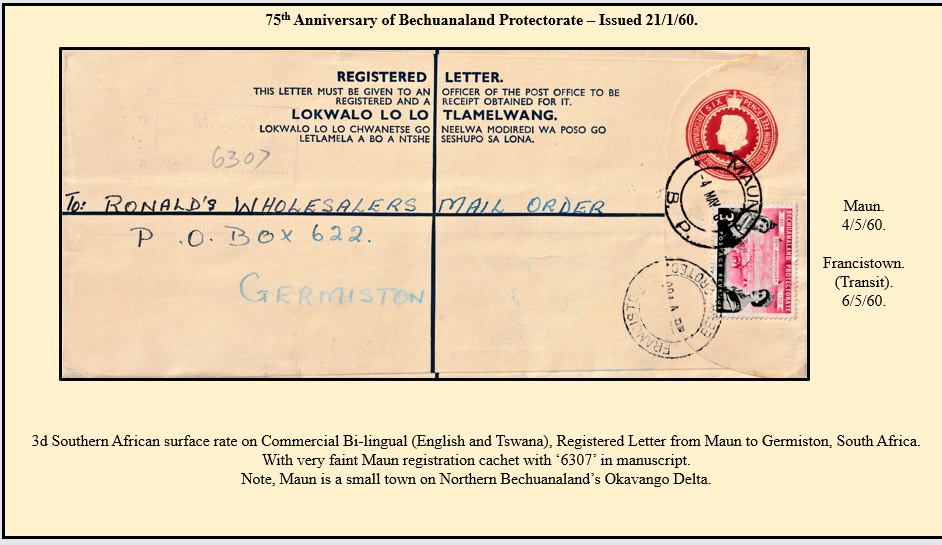 75th Anniversary of Bechuanaland Protectorate – Issued 21/1/60.
REGISTERED LETTER.
THIS LETTER MUST BE GIVEN TO AN OFFICER OF THE POST OFFICE TO BE
REGISTERED AND A RECEIPT OBTAINED FOR IT.
LOKWALO LO LO TLAMELWANG.
LOKWALO LO LO CHWANETSE GO NEELWA MODIREDI WA POSO GO
LETLAMELA A BO A NTSHE SESHUPO SA LONA.
SIX PENCE
6307
MAUN
-4 MAY
B. P.
To: RONALD'S WHOLESALERS MAIL ORDER
P.O. BOX 622.
GERMISTON
BECHUANALAND PROTECTORATE
POSTAGE REVENUE
3d
Maun.
4/5/60.
Francistown.
(Transit).
6/5/60.
3d Southern African surface rate on Commercial Bi-lingual (English and Tswana), Registered Letter from Maun to Germiston, South Africa.
With very faint Maun registration cachet with ‘6307’ in manuscript.
Note, Maun is a small town on Northern Bechuanaland’s Okavango Delta.